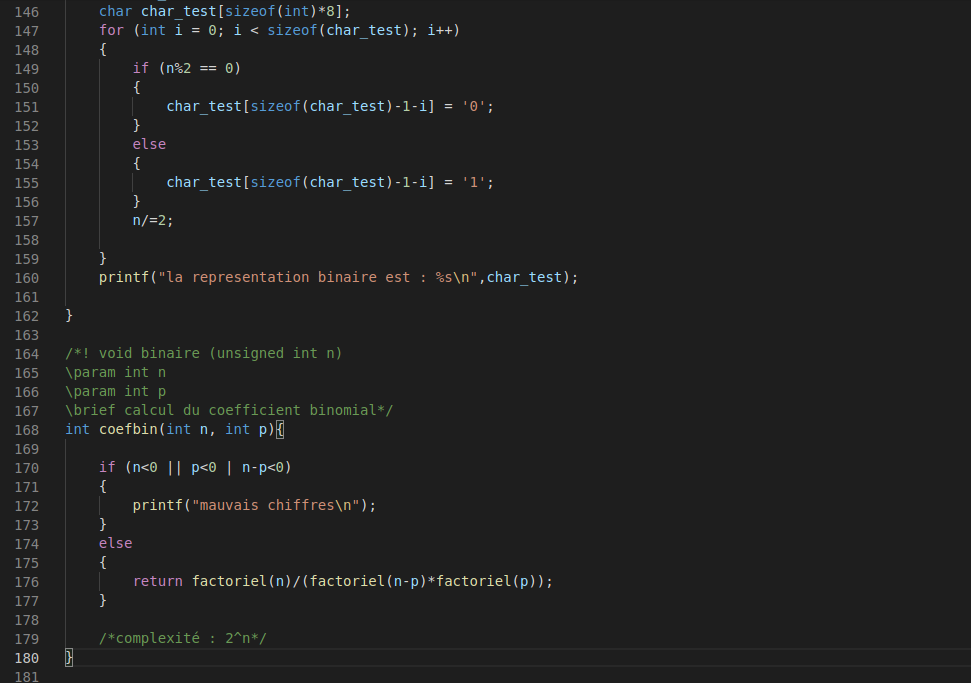 146     char char_test[sizeof(int)*8];
147     for (int i = 0; i < sizeof(char_test); i++)
148     {
149         if (n%2 == 0)
150         {
151             char_test[sizeof(char_test)-1-i] = '0';
152         }
153         else
154         {
155             char_test[sizeof(char_test)-1-i] = '1';
156         }
157         n/=2;
158
159     }
160     printf("la representation binaire est : %s\n",char_test);
161
162 }
163
164 /*! void binaire (unsigned int n)
165 \param int n
166 \param int p
167 \brief calcul du coefficient binomial*/
168 int coefbin(int n, int p){
169
170     if (n<0 || p<0 | n-p<0)
171     {
172         printf("mauvais chiffres\n");
173     }
174     else
175     {
176         return factoriel(n)/(factoriel(n-p)*factoriel(p));
177     }
178
179     /*complexité : 2^n*/
180 }
181